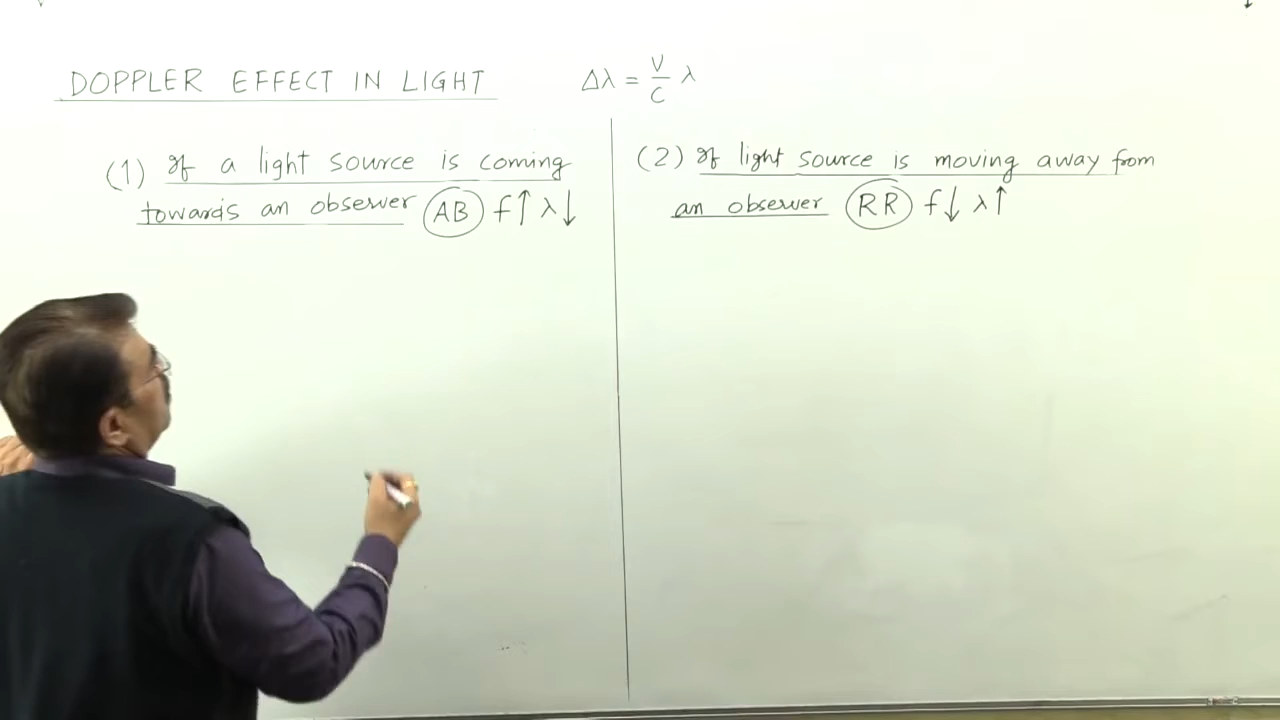 DOPPLER EFFECT IN LIGHT
Δλ = V/C λ
(1) If a light source is coming
towards an observer AB f↑ λ↓
(2) If light source is moving away from
an observer RR f↓ λ↑